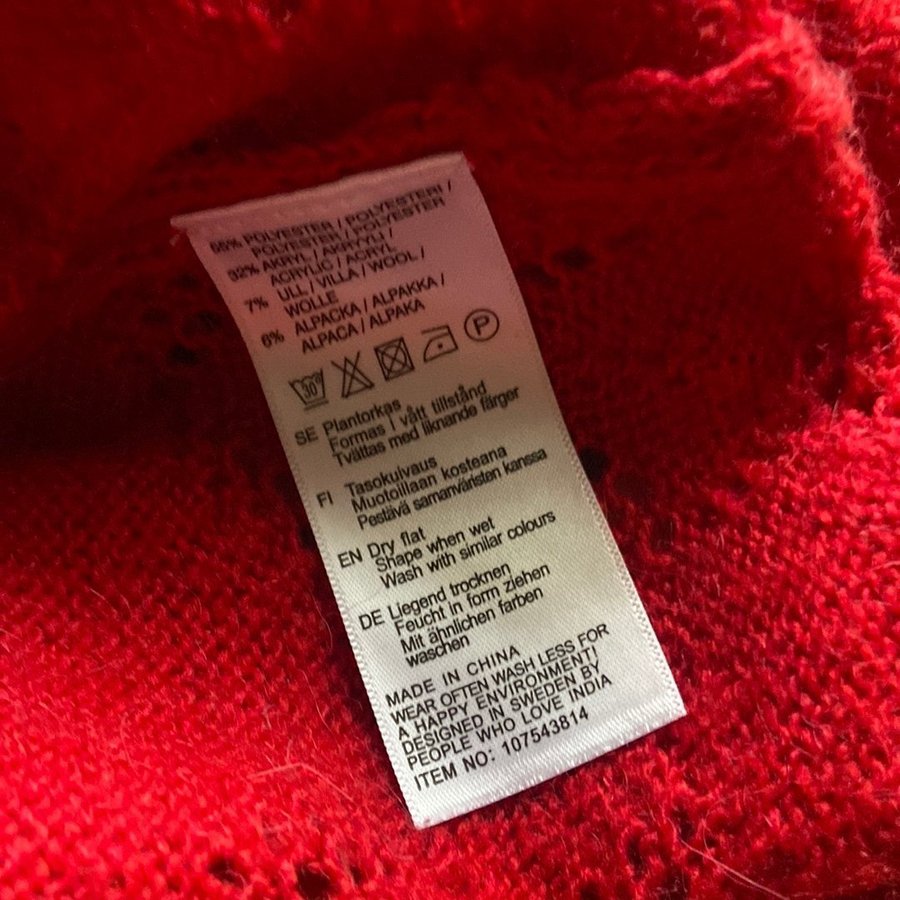 55% POLYESTER / POLYESTERI /
POLYESTER / POLYESTER
32% AKRYL / AKRYYLI /
ACRYLIC / ACRYL
7% ULL / VILLA / WOOL /
WOLLE
6% ALPACKA / ALPAKKA /
ALPACA / ALPAKA
30° P
SE Plantorkas
Formas I vått tillstånd
Tvättas med liknande färger
FI Tasokuivaus
Muotoillaan kosteana
Pestävä samanväristen kanssa
EN Dry flat
Shape when wet
Wash with similar colours
DE Liegend trocknen
Feucht in form ziehen
Mit ähnlichen farben
waschen
MADE IN CHINA
WEAR OFTEN WASH LESS FOR
A HAPPY ENVIRONMENT!
DESIGNED IN SWEDEN BY
PEOPLE WHO LOVE INDIA
ITEM NO: 107543814